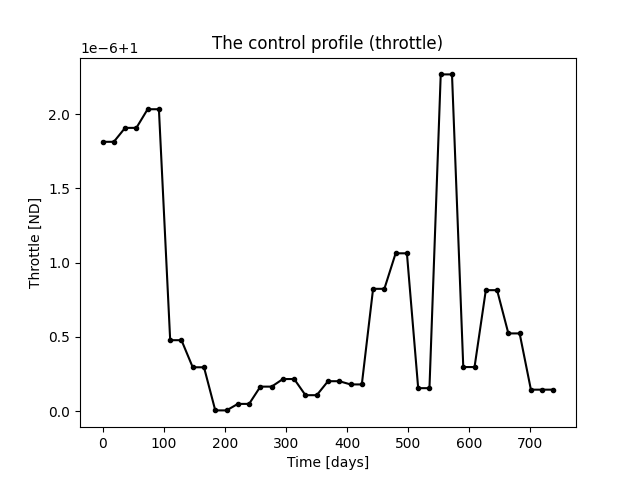 The control profile (throttle)
1e−6+1
2.0
1.5
1.0
0.5
0.0
Throttle [ND]
0 100 200 300 400 500 600 700
Time [days]